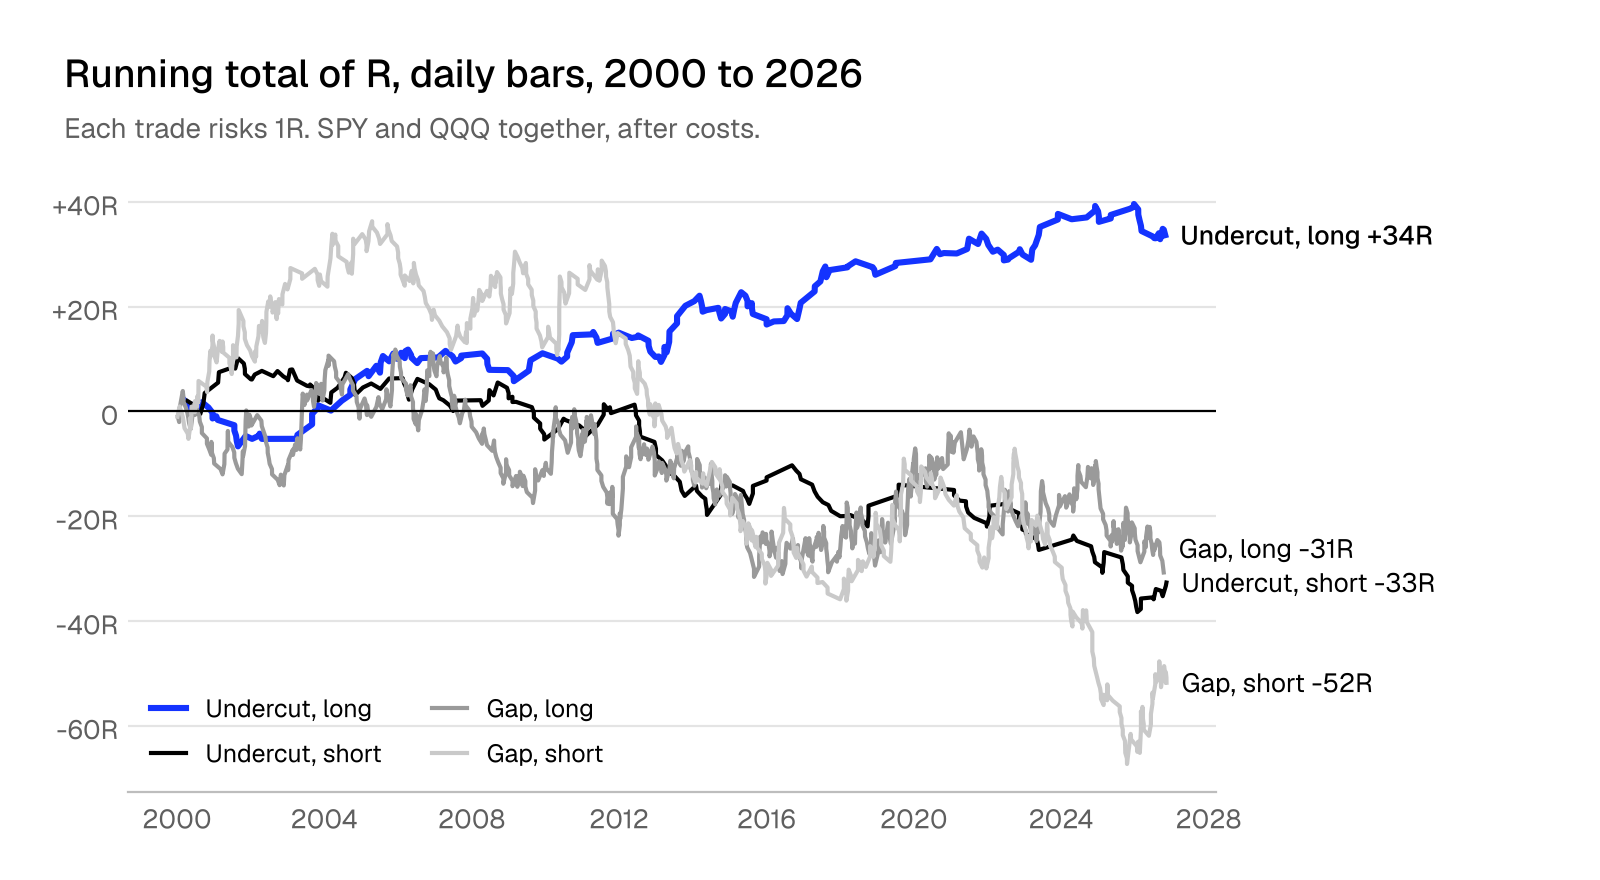 Running total of R, daily bars, 2000 to 2026
Each trade risks 1R. SPY and QQQ together, after costs.
+40R
Undercut, long +34R
+20R
0
-20R
Gap, long -31R
Undercut, short -33R
-40R
Gap, short -52R
-60R
Undercut, long
Gap, long
Undercut, short
Gap, short
2000 2004 2008 2012 2016 2020 2024 2028